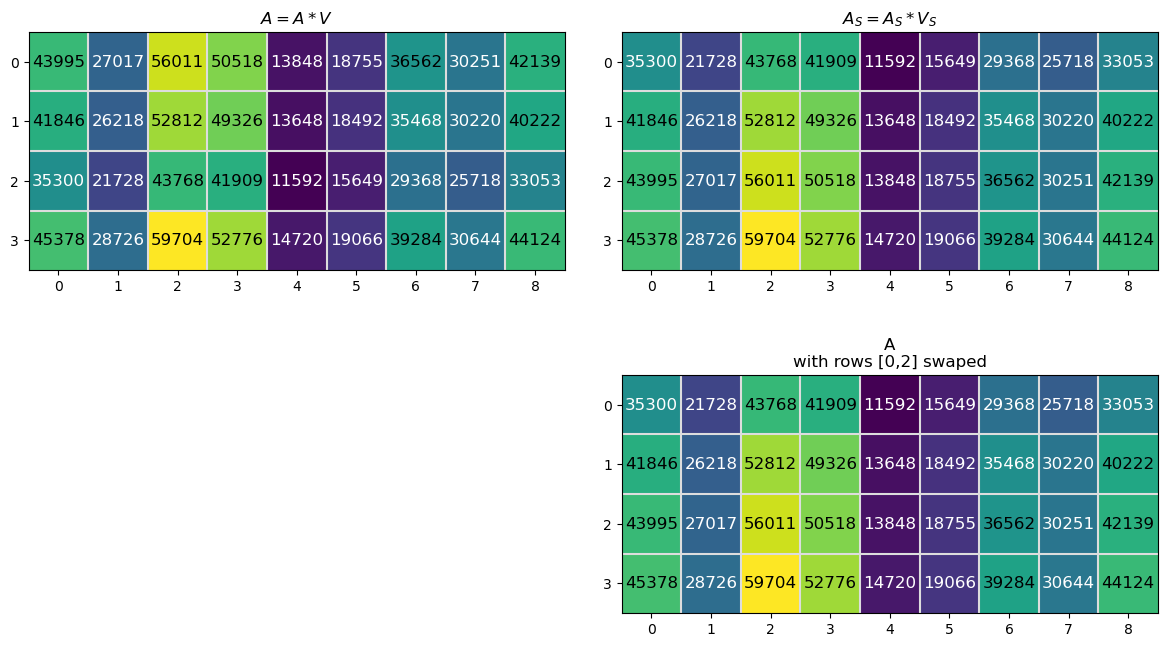 A = A * V
0 43995 27017 56011 50518 13848 18755 36562 30251 42139
1 41846 26218 52812 49326 13648 18492 35468 30220 40222
2 35300 21728 43768 41909 11592 15649 29368 25718 33053
3 45378 28726 59704 52776 14720 19066 39284 30644 44124
0 1 2 3 4 5 6 7 8
A_S = A_S * V_S
0 35300 21728 43768 41909 11592 15649 29368 25718 33053
1 41846 26218 52812 49326 13648 18492 35468 30220 40222
2 43995 27017 56011 50518 13848 18755 36562 30251 42139
3 45378 28726 59704 52776 14720 19066 39284 30644 44124
0 1 2 3 4 5 6 7 8
A
with rows [0,2] swaped
0 35300 21728 43768 41909 11592 15649 29368 25718 33053
1 41846 26218 52812 49326 13648 18492 35468 30220 40222
2 43995 27017 56011 50518 13848 18755 36562 30251 42139
3 45378 28726 59704 52776 14720 19066 39284 30644 44124
0 1 2 3 4 5 6 7 8